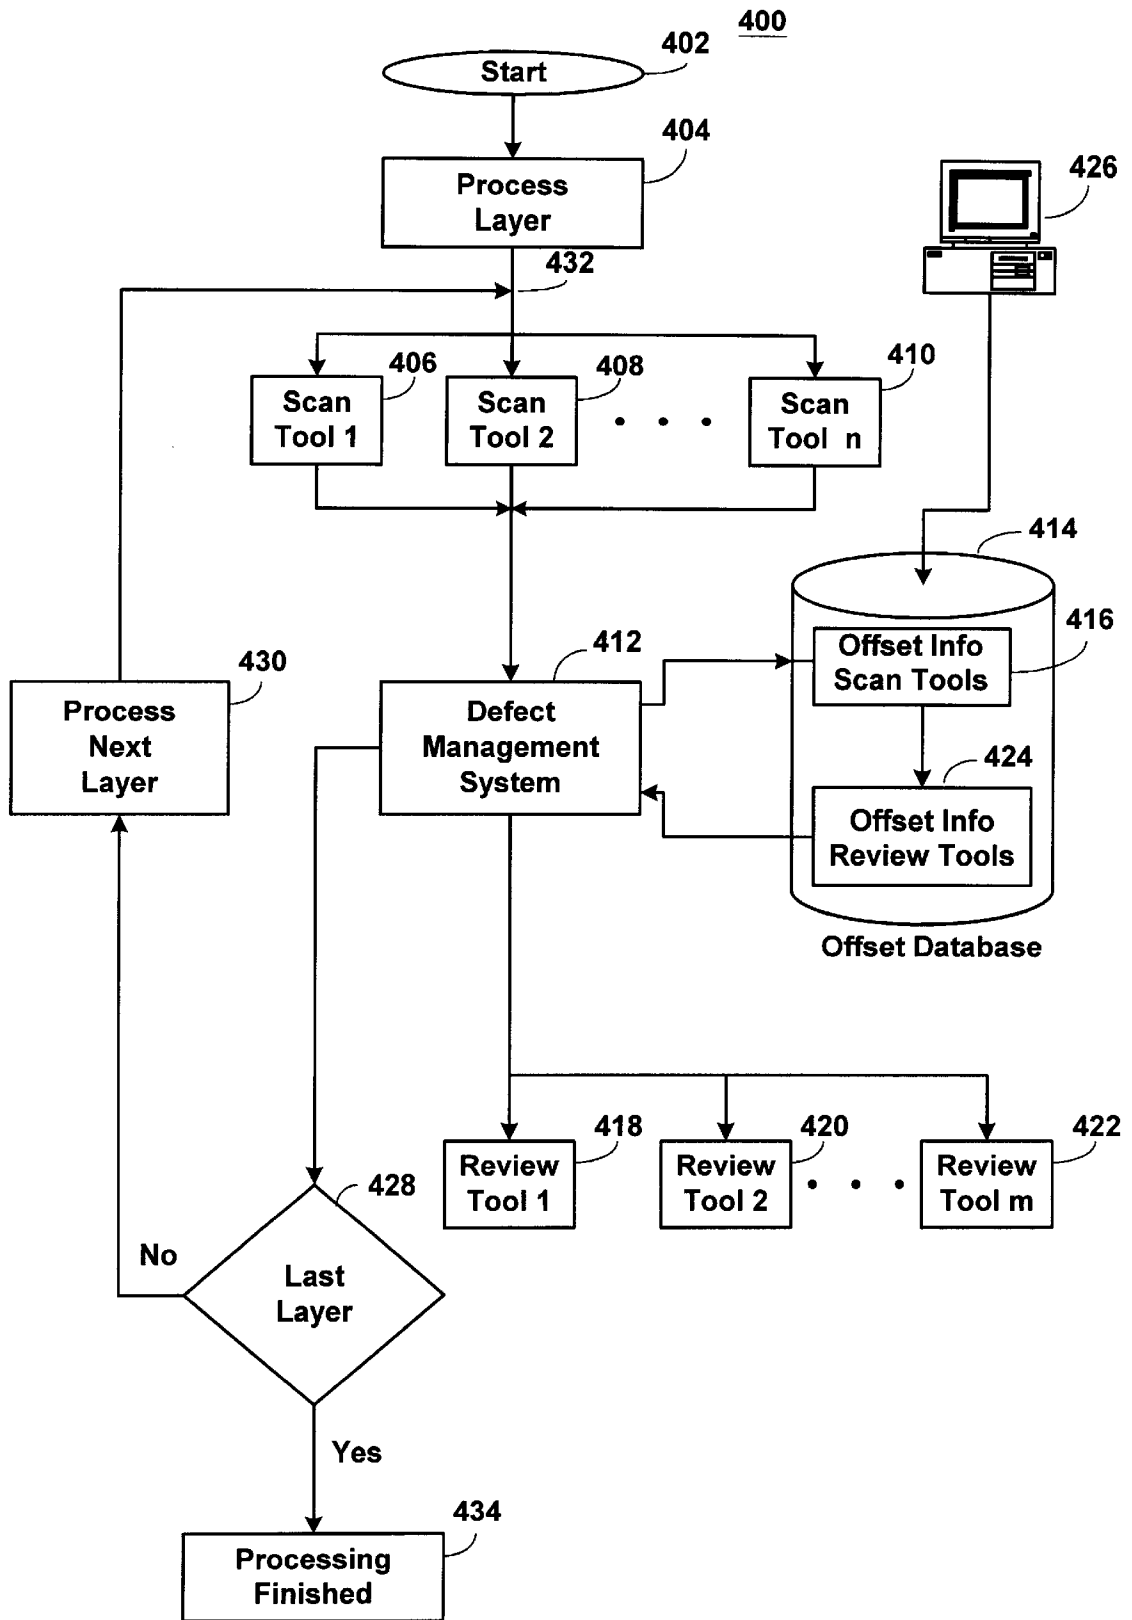 400
402
Start
404
Process
Layer
426
432
406
408
410
Scan
Tool 1
Scan
Tool 2
• • •
Scan
Tool n
414
416
Offset Info
Scan Tools
412
430
Process
Next
Layer
Defect
Management
System
424
Offset Info
Review Tools
Offset Database
418
420
422
Review
Tool 1
Review
Tool 2
• • •
Review
Tool m
428
No
Last
Layer
Yes
434
Processing
Finished